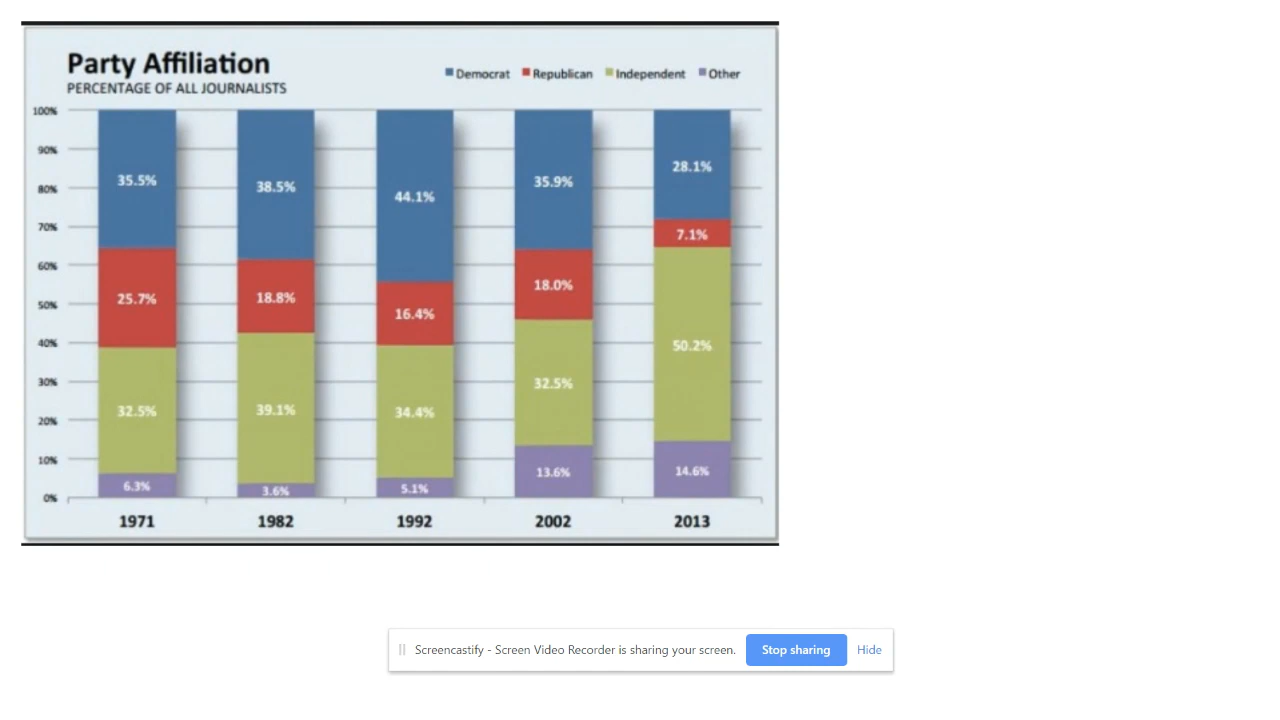 Party Affiliation
PERCENTAGE OF ALL JOURNALISTS
Democrat Republican Independent Other
100%
90%
80%
70%
60%
50%
40%
30%
20%
10%
0%
35.5% 38.5% 44.1% 35.9% 28.1%
25.7% 18.8% 16.4% 18.0% 7.1%
32.5% 39.1% 34.4% 32.5% 50.2%
6.3% 3.6% 5.1% 13.6% 14.6%
1971 1982 1992 2002 2013
Screencastify - Screen Video Recorder is sharing your screen. Stop sharing Hide